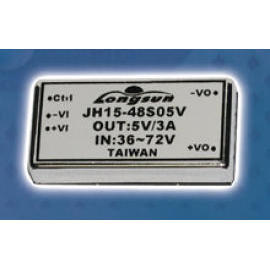 Ctrl
Longsun
-VO
-VI
JH15-48S05V
+VI
OUT:5V/3A
IN:36~72V
+VO
TAIWAN